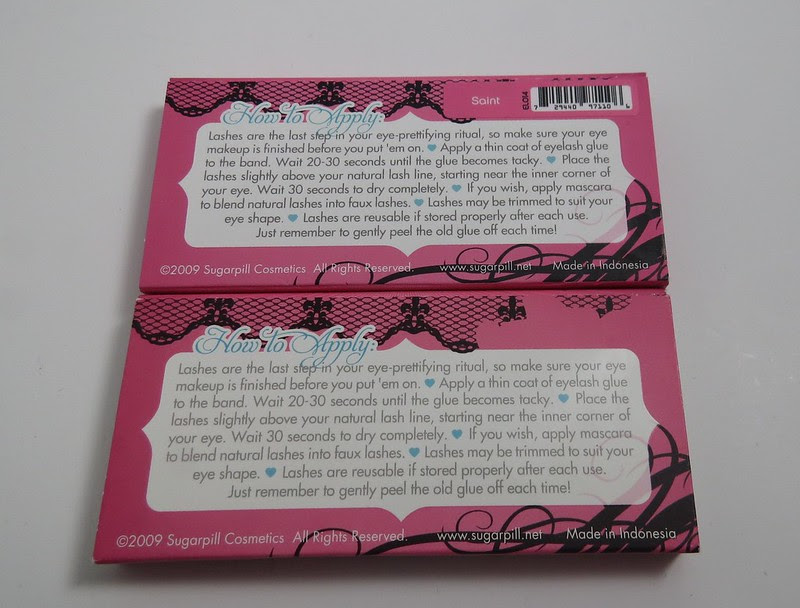 Saint
EL014
7 29440 97110 6
How to Apply:
Lashes are the last step in your eye-prettifying ritual, so make sure your eye
makeup is finished before you put 'em on. ♥ Apply a thin coat of eyelash glue
to the band. Wait 20-30 seconds until the glue becomes tacky. ♥ Place the
lashes slightly above your natural lash line, starting near the inner corner of
your eye. Wait 30 seconds to dry completely. ♥ If you wish, apply mascara
to blend natural lashes into faux lashes. ♥ Lashes may be trimmed to suit your
eye shape. ♥ Lashes are reusable if stored properly after each use.
Just remember to gently peel the old glue off each time!
©2009 Sugarpill Cosmetics All Rights Reserved. www.sugarpill.net Made in Indonesia
How to Apply:
Lashes are the last step in your eye-prettifying ritual, so make sure your eye
makeup is finished before you put 'em on. ♥ Apply a thin coat of eyelash glue
to the band. Wait 20-30 seconds until the glue becomes tacky. ♥ Place the
lashes slightly above your natural lash line, starting near the inner corner of
your eye. Wait 30 seconds to dry completely. ♥ If you wish, apply mascara
to blend natural lashes into faux lashes. ♥ Lashes may be trimmed to suit your
eye shape. ♥ Lashes are reusable if stored properly after each use.
Just remember to gently peel the old glue off each time!
©2009 Sugarpill Cosmetics All Rights Reserved. www.sugarpill.net Made in Indonesia